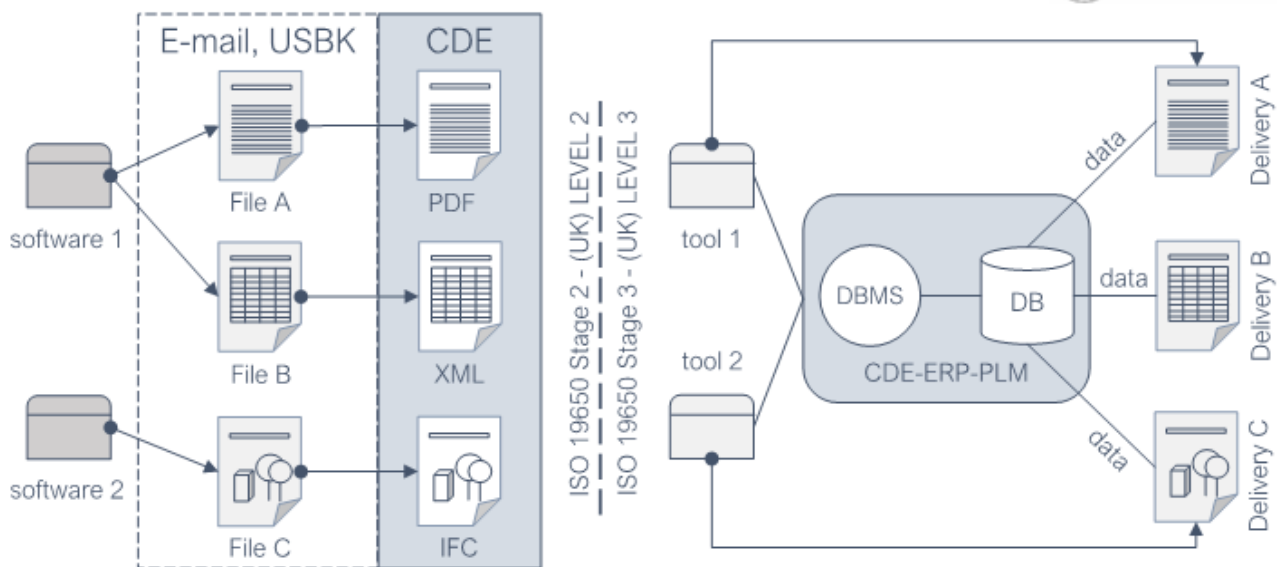 E-mail, USBK
CDE
software 1
File A
PDF
File B
XML
software 2
File C
IFC
ISO 19650 Stage 2 - (UK) LEVEL 2
ISO 19650 Stage 3 - (UK) LEVEL 3
tool 1
tool 2
DBMS
DB
CDE-ERP-PLM
data
Delivery A
data
Delivery B
data
Delivery C